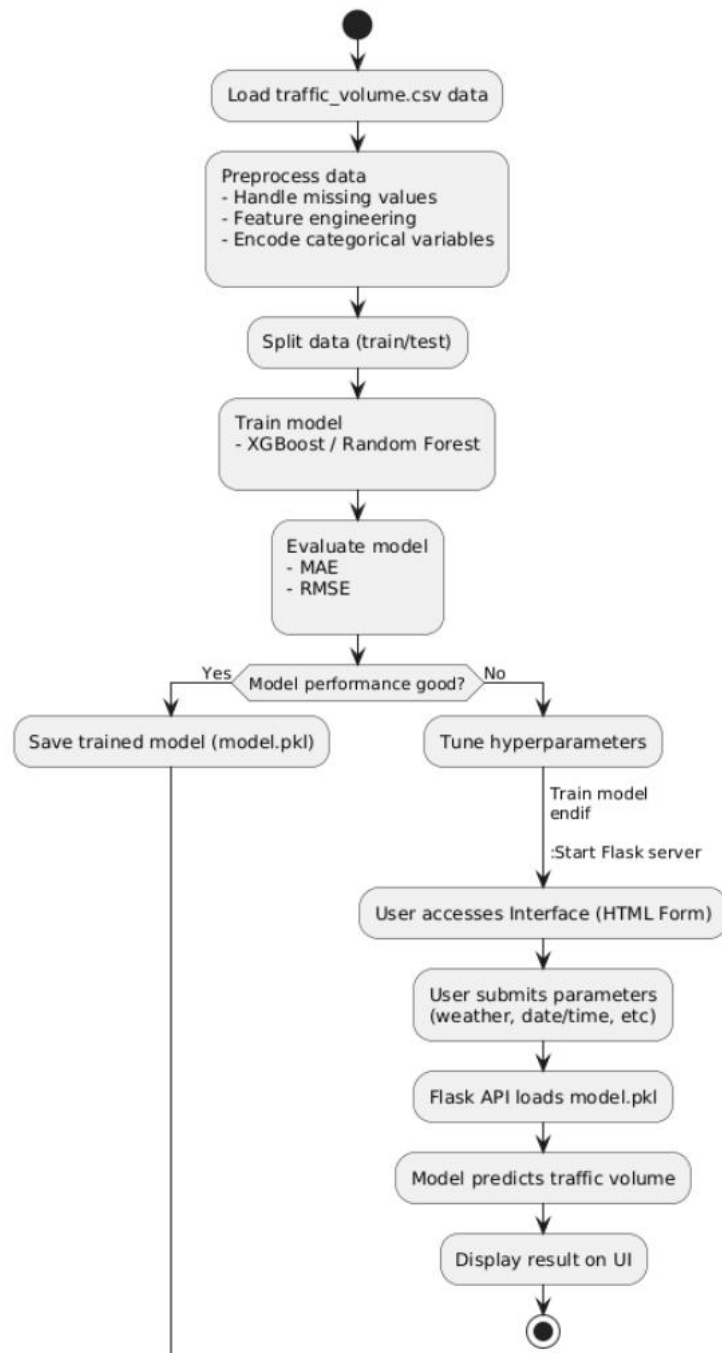 Load traffic_volume.csv data
Preprocess data
- Handle missing values
- Feature engineering
- Encode categorical variables
Split data (train/test)
Train model
- XGBoost / Random Forest
Evaluate model
- MAE
- RMSE
Model performance good?
Yes
No
Save trained model (model.pkl)
Tune hyperparameters
Train model
endif
:Start Flask server
User accesses Interface (HTML Form)
User submits parameters
(weather, date/time, etc)
Flask API loads model.pkl
Model predicts traffic volume
Display result on UI